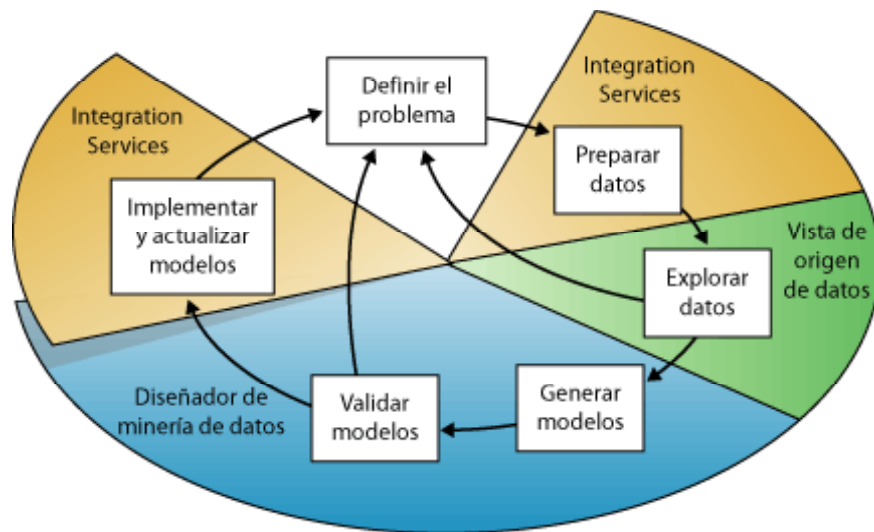 Definir el
problema
Integration
Services
Preparar
datos
Vista de
origen
de datos
Explorar
datos
Generar
modelos
Validar
modelos
Diseñador de
minería de datos
Implementar
y actualizar
modelos
Integration
Services